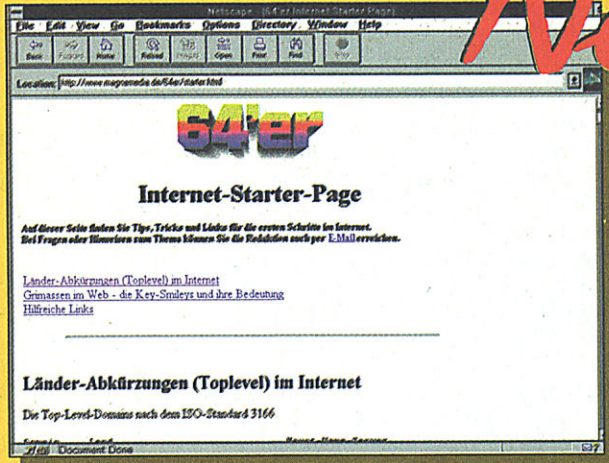 Netscape - [64'er Internet Starter Page]
File Edit View Go Bookmarks Options Directory Window Help
Back Forward Home Reload Images Open Print Find Stop
Location: http://www.magnamedia.de/64er/starter.html
64'er
Internet-Starter-Page
Auf dieser Seite finden Sie Tips, Tricks und Links für die ersten Schritte im Internet.
Bei Fragen oder Hinweisen zum Thema können Sie die Redaktion auch per E-Mail erreichen.
Länder-Abkürzungen (Toplevel) im Internet
Grimassen im Web - die Key-Smileys und ihre Bedeutung
Hilfreiche Links
Länder-Abkürzungen (Toplevel) im Internet
Die Top-Level-Domains nach dem ISO-Standard 3166
Land
Document Done